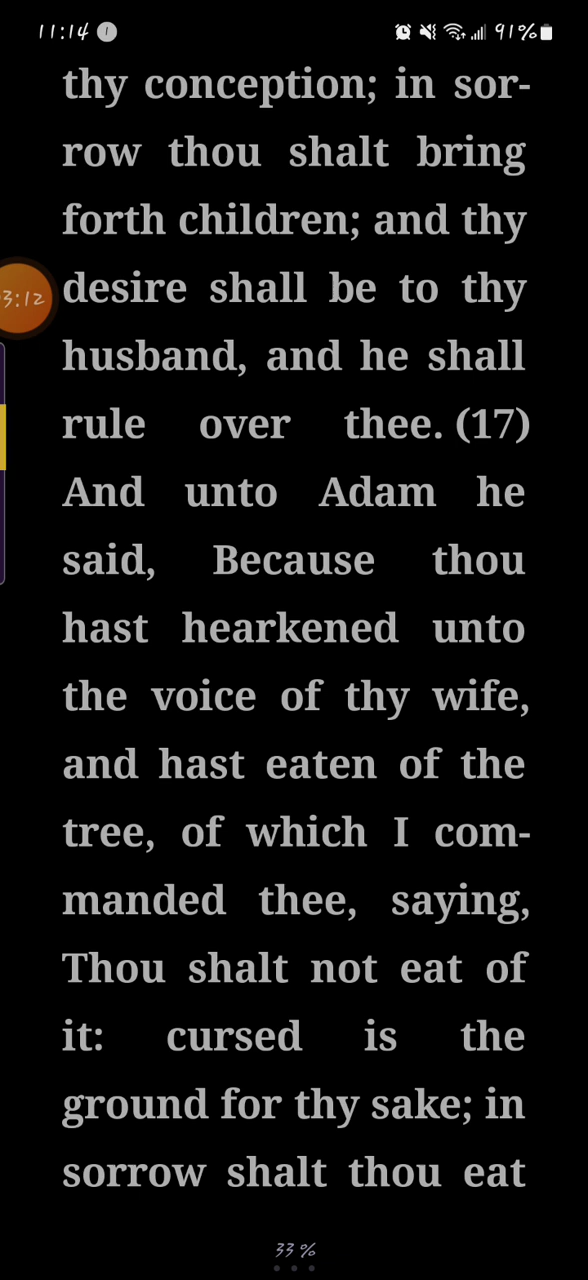 11:14
91%
thy conception; in sor-
row thou shalt bring
forth children; and thy
3:12
desire shall be to thy
husband, and he shall
rule over thee. (17)
And unto Adam he
said, Because thou
hast hearkened unto
the voice of thy wife,
and hast eaten of the
tree, of which I com-
manded thee, saying,
Thou shalt not eat of
it: cursed is the
ground for thy sake; in
sorrow shalt thou eat
33%